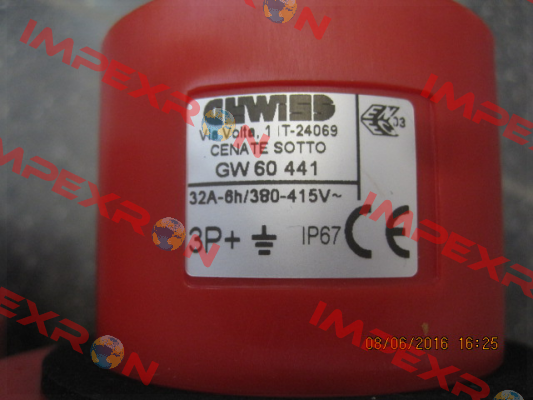 GEWISS
Via Volta, 1 IT-24069
CENATE SOTTO
GW 60 441
32A-6h/380-415V~
3P+ IP67 CE
03
08/06/2016 16:25
IMPEXRON
IMPEXRON
IMPEXRON
IMPEXRON
IMPEXRON